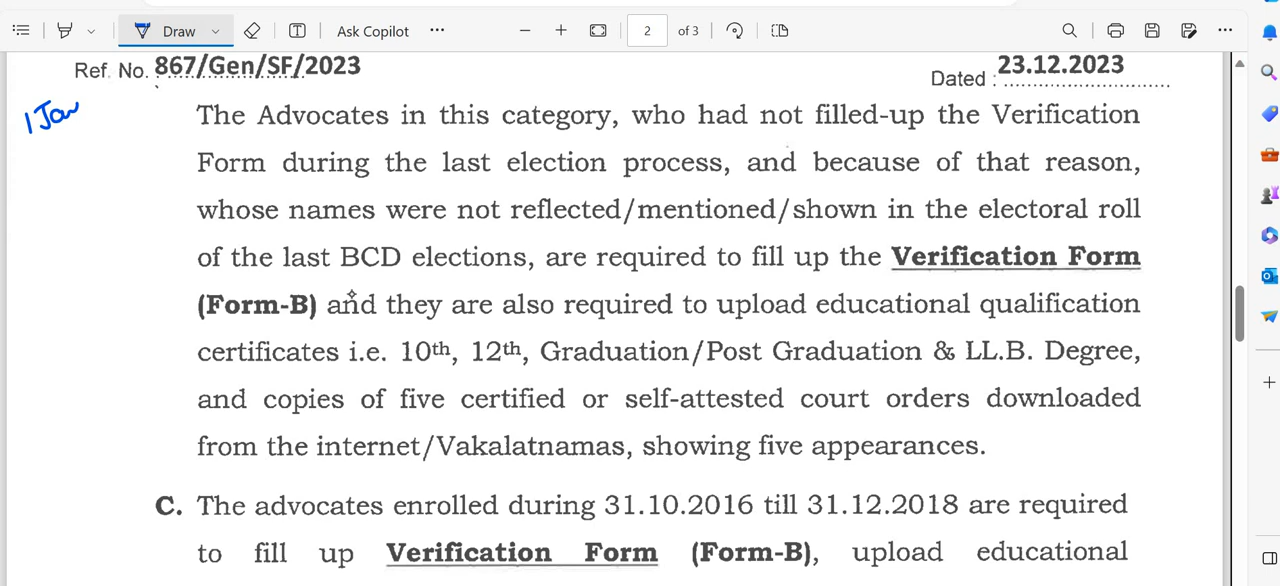 Draw
Ask Copilot
2 of 3
Ref. No. 867/Gen/SF/2023
Dated : 23.12.2023
1 Jan
The Advocates in this category, who had not filled-up the Verification
Form during the last election process, and because of that reason,
whose names were not reflected/mentioned/shown in the electoral roll
of the last BCD elections, are required to fill up the Verification Form
(Form-B) and they are also required to upload educational qualification
certificates i.e. 10th, 12th, Graduation/Post Graduation & LL.B. Degree,
and copies of five certified or self-attested court orders downloaded
from the internet/Vakalatnamas, showing five appearances.
C. The advocates enrolled during 31.10.2016 till 31.12.2018 are required
to fill up Verification Form (Form-B), upload educational